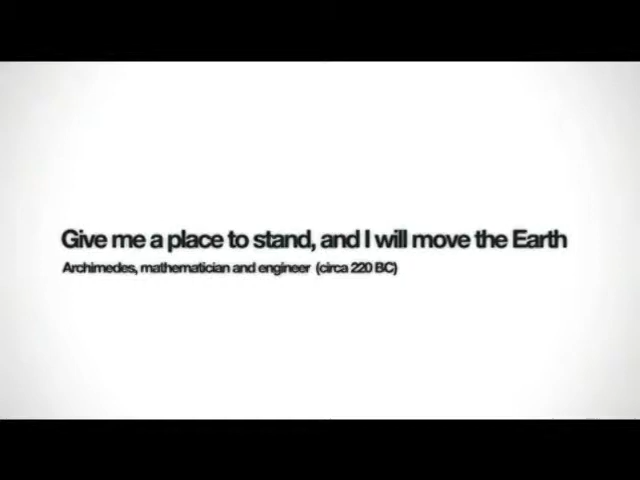 Give me a place to stand, and I will move the Earth
Archimedes, mathematician and engineer (circa 220 BC)